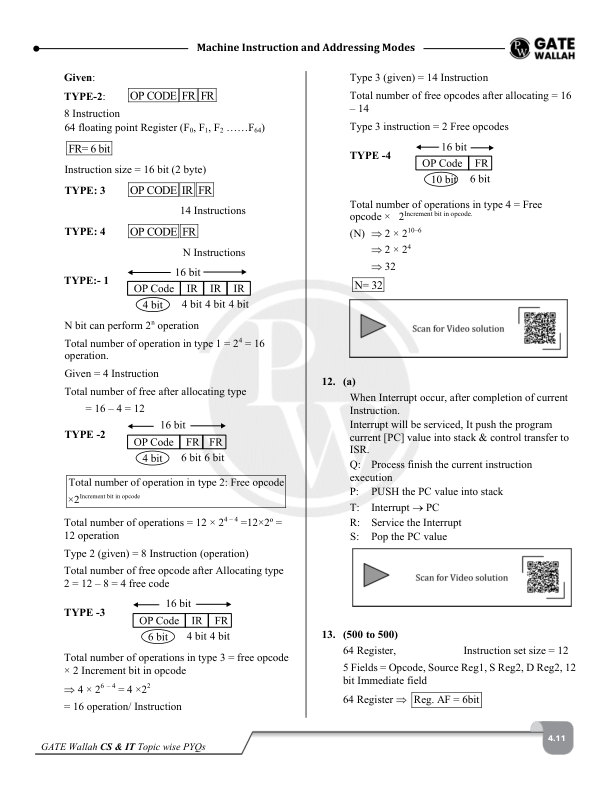 Machine Instruction and Addressing Modes
GATE
WALLAH
Given:
TYPE-2: OP CODE FR FR
8 Instruction
64 floating point Register (F0, F1, F2 ……F64)
FR= 6 bit
Instruction size = 16 bit (2 byte)
TYPE: 3 OP CODE IR FR
14 Instructions
TYPE: 4 OP CODE FR
N Instructions
16 bit
TYPE:- 1
OP Code IR IR IR
4 bit 4 bit 4 bit 4 bit
N bit can perform 2ⁿ operation
Total number of operation in type 1 = 2⁴ = 16
operation.
Given = 4 Instruction
Total number of free after allocating type
= 16 – 4 = 12
16 bit
TYPE -2
OP Code FR FR
4 bit 6 bit 6 bit
Total number of operation in type 2: Free opcode
×2^Increment bit in opcode
Total number of operations = 12 × 2⁴ ⁻ ⁴ =12×2º =
12 operation
Type 2 (given) = 8 Instruction (operation)
Total number of free opcode after Allocating type
2 = 12 – 8 = 4 free code
16 bit
TYPE -3
OP Code IR FR
6 bit 4 bit 4 bit
Total number of operations in type 3 = free opcode
× 2 Increment bit in opcode
⇒ 4 × 2⁶ ⁻ ⁴ = 4 ×2²
= 16 operation/ Instruction
Type 3 (given) = 14 Instruction
Total number of free opcodes after allocating = 16
– 14
Type 3 instruction = 2 Free opcodes
16 bit
TYPE -4
OP Code FR
10 bit 6 bit
Total number of operations in type 4 = Free
opcode × 2^Increment bit in opcode.
(N) ⇒ 2 × 2¹⁰⁻⁶
⇒ 2 × 2⁴
⇒ 32
N= 32
Scan for Video solution
12. (a)
When Interrupt occur, after completion of current
Instruction.
Interrupt will be serviced, It push the program
current [PC] value into stack & control transfer to
ISR.
Q: Process finish the current instruction
execution
P: PUSH the PC value into stack
T: Interrupt → PC
R: Service the Interrupt
S: Pop the PC value
Scan for Video solution
13. (500 to 500)
64 Register, Instruction set size = 12
5 Fields = Opcode, Source Reg1, S Reg2, D Reg2, 12
bit Immediate field
64 Register ⇒ Reg. AF = 6bit
GATE Wallah CS & IT Topic wise PYQs
4.11